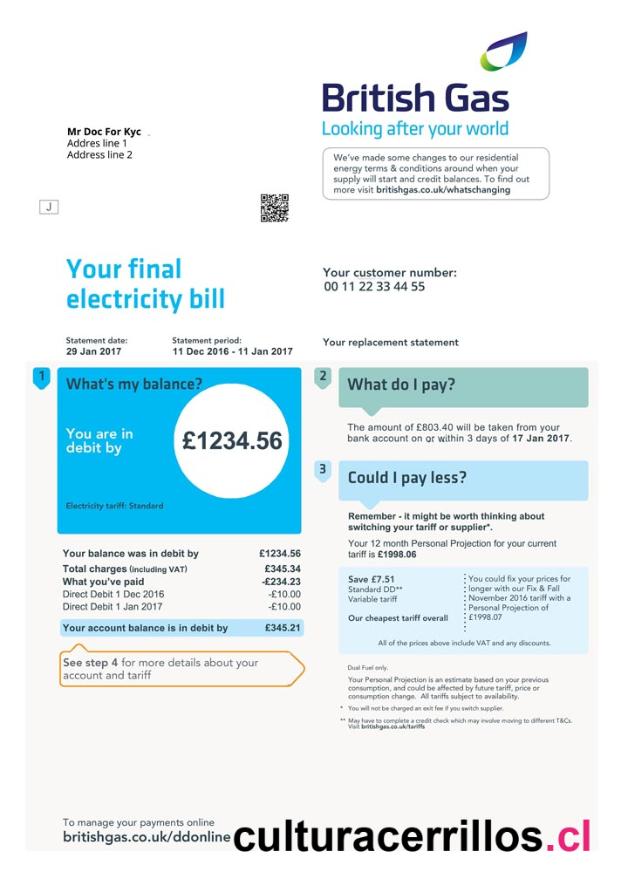 British Gas
Looking after your world
Mr Doc For Kyc
Addres line 1
Address line 2
We've made some changes to our residential
energy terms & conditions around when your
supply will start and credit balances. To find out
more visit britishgas.co.uk/whatschanging
J
Your final
electricity bill
Your customer number:
00 11 22 33 44 55
Statement date:
29 Jan 2017
Statement period:
11 Dec 2016 - 11 Jan 2017
Your replacement statement
1
What's my balance?
You are in
debit by
£1234.56
Electricity tariff: Standard
Your balance was in debit by £1234.56
Total charges (including VAT) £345.34
What you've paid -£234.23
Direct Debit 1 Dec 2016 -£10.00
Direct Debit 1 Jan 2017 -£10.00
Your account balance is in debit by £345.21
See step 4 for more details about your
account and tariff
2
What do I pay?
The amount of £803.40 will be taken from your
bank account on or within 3 days of 17 Jan 2017.
3
Could I pay less?
Remember - it might be worth thinking about
switching your tariff or supplier*.
Your 12 month Personal Projection for your current
tariff is £1998.06
Save £7.51
Standard DD**
Variable tariff
Our cheapest tariff overall
You could fix your prices for
longer with our Fix & Fall
November 2016 tariff with a
Personal Projection of
£1998.07
All of the prices above include VAT and any discounts.
Dual Fuel only.
Your Personal Projection is an estimate based on your previous
consumption, and could be affected by future tariff, price or
consumption change. All tariffs subject to availability.
* You will not be charged an exit fee if you switch supplier.
** May have to complete a credit check which may involve moving to different T&Cs.
Visit britishgas.co.uk/tariffs
To manage your payments online
britishgas.co.uk/ddonline
culturacerrillos.cl